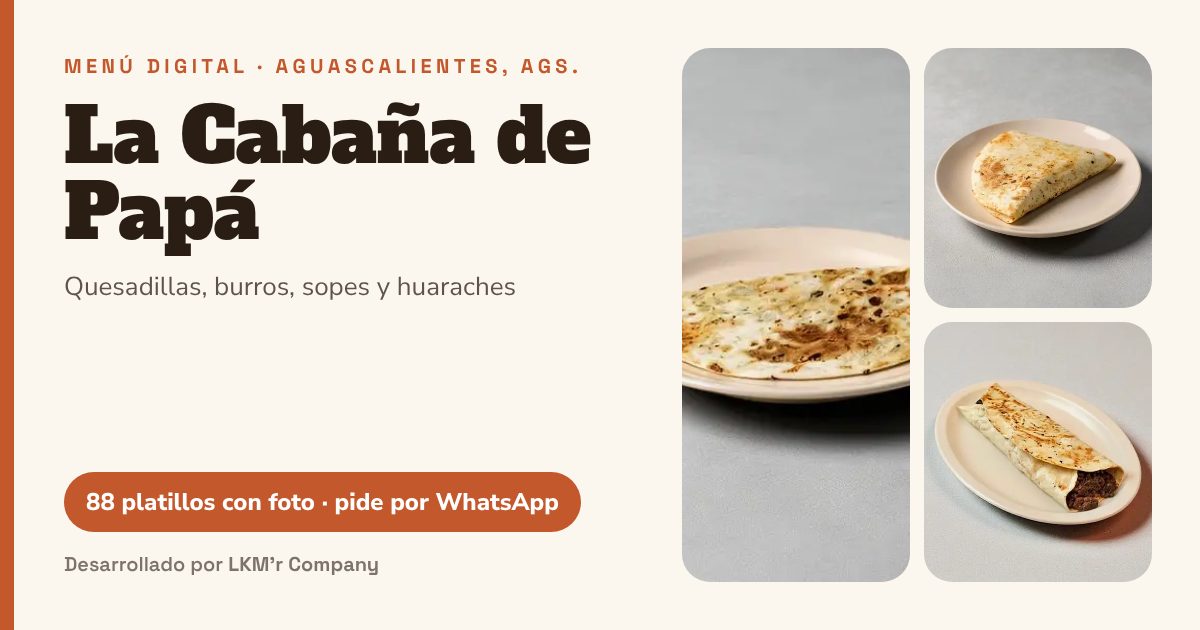 MENÚ DIGITAL · AGUASCALIENTES, AGS.
La Cabaña de
Papá
Quesadillas, burros, sopes y huaraches
88 platillos con foto · pide por WhatsApp
Desarrollado por LKM’r Company